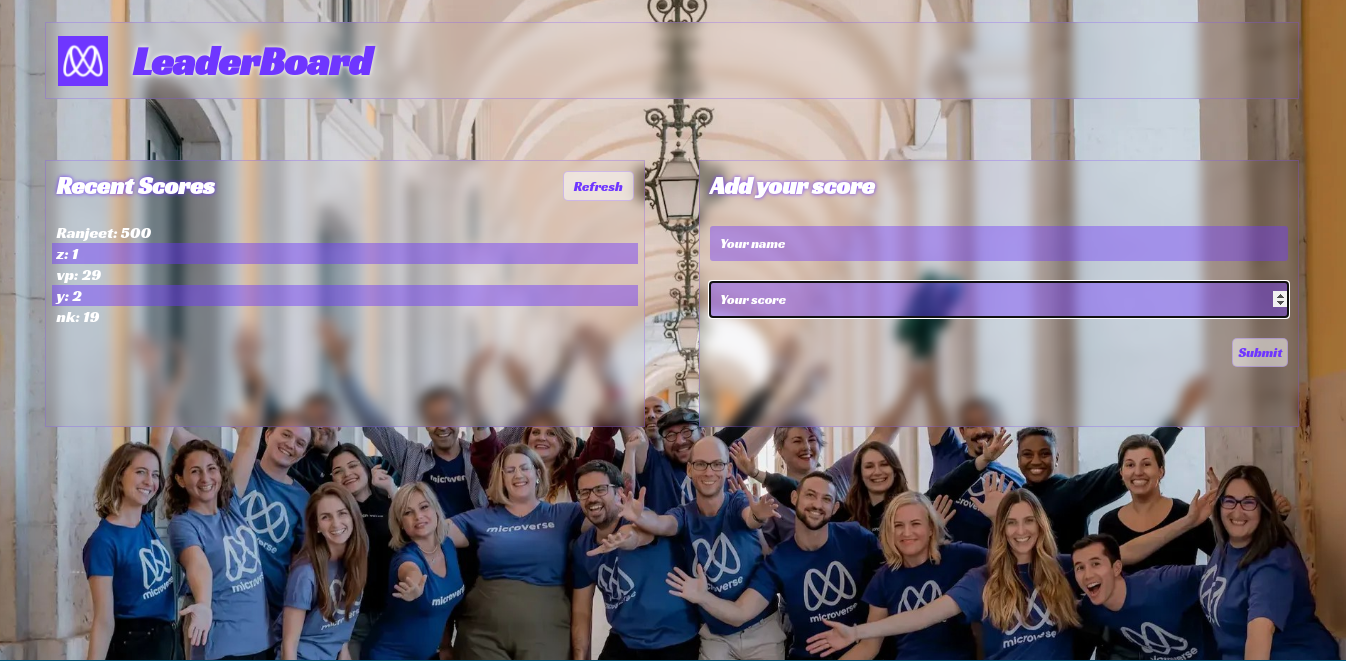 LeaderBoard
Recent Scores
Refresh
Ranjeet: 500
z: 1
vp: 29
y: 2
nk: 19
Add your score
Your name
Your score
Submit
microverse
microverse
microverse
microverse